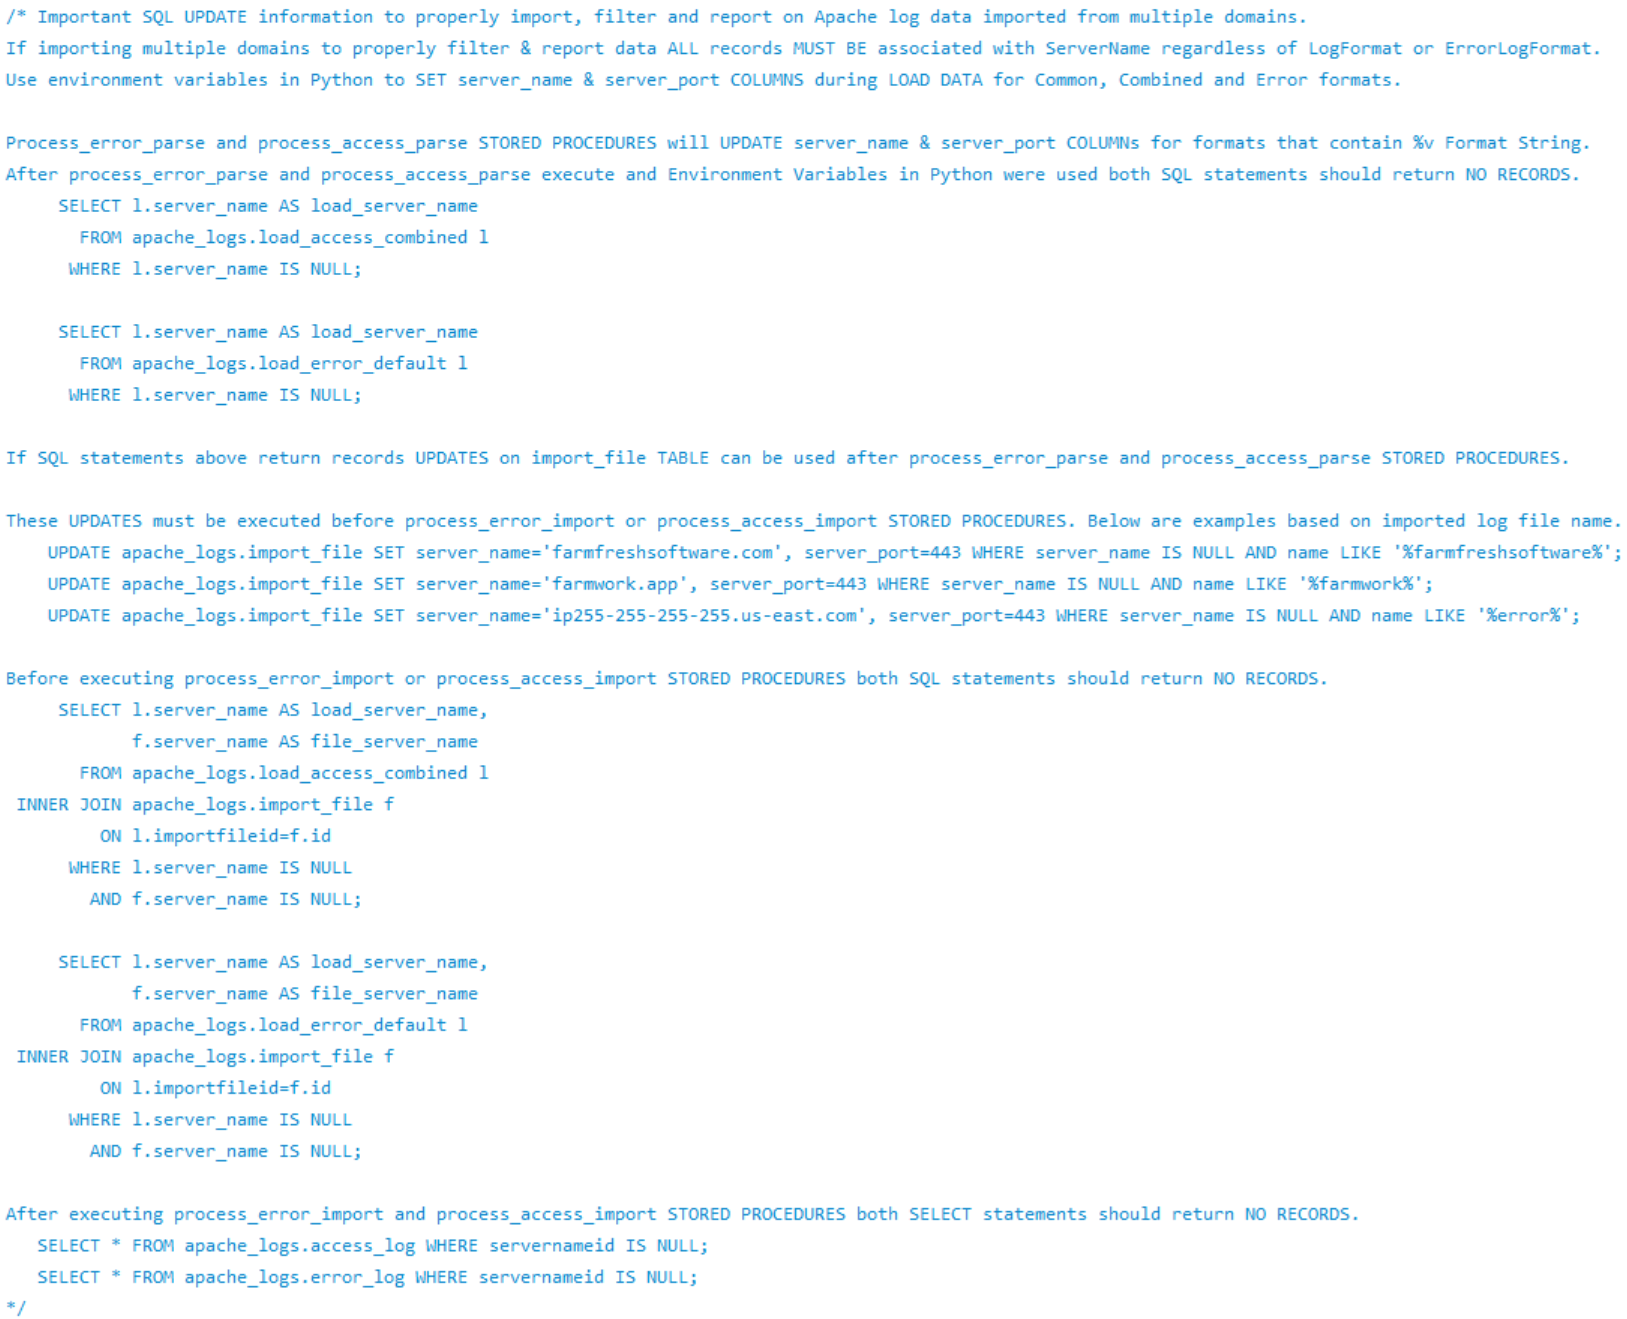 /* Important SQL UPDATE information to properly import, filter and report on Apache log data imported from multiple domains.
If importing multiple domains to properly filter & report data ALL records MUST BE associated with ServerName regardless of LogFormat or ErrorLogFormat.
Use environment variables in Python to SET server_name & server_port COLUMNS during LOAD DATA for Common, Combined and Error formats.

Process_error_parse and process_access_parse STORED PROCEDURES will UPDATE server_name & server_port COLUMNs for formats that contain %v Format String.
After process_error_parse and process_access_parse execute and Environment Variables in Python were used both SQL statements should return NO RECORDS.
     SELECT l.server_name AS load_server_name
       FROM apache_logs.load_access_combined l
      WHERE l.server_name IS NULL;

     SELECT l.server_name AS load_server_name
       FROM apache_logs.load_error_default l
      WHERE l.server_name IS NULL;

If SQL statements above return records UPDATES on import_file TABLE can be used after process_error_parse and process_access_parse STORED PROCEDURES.

These UPDATES must be executed before process_error_import or process_access_import STORED PROCEDURES. Below are examples based on imported log file name.
    UPDATE apache_logs.import_file SET server_name='farmfreshsoftware.com', server_port=443 WHERE server_name IS NULL AND name LIKE '%farmfreshsoftware%';
    UPDATE apache_logs.import_file SET server_name='farmwork.app', server_port=443 WHERE server_name IS NULL AND name LIKE '%farmwork%';
    UPDATE apache_logs.import_file SET server_name='ip255-255-255-255.us-east.com', server_port=443 WHERE server_name IS NULL AND name LIKE '%error%';

Before executing process_error_import or process_access_import STORED PROCEDURES both SQL statements should return NO RECORDS.
     SELECT l.server_name AS load_server_name,
            f.server_name AS file_server_name
       FROM apache_logs.load_access_combined l
 INNER JOIN apache_logs.import_file f
         ON l.importfileid=f.id
      WHERE l.server_name IS NULL
        AND f.server_name IS NULL;

     SELECT l.server_name AS load_server_name,
            f.server_name AS file_server_name
       FROM apache_logs.load_error_default l
 INNER JOIN apache_logs.import_file f
         ON l.importfileid=f.id
      WHERE l.server_name IS NULL
        AND f.server_name IS NULL;

After executing process_error_import and process_access_import STORED PROCEDURES both SELECT statements should return NO RECORDS.
   SELECT * FROM apache_logs.access_log WHERE servernameid IS NULL;
   SELECT * FROM apache_logs.error_log WHERE servernameid IS NULL;
*/